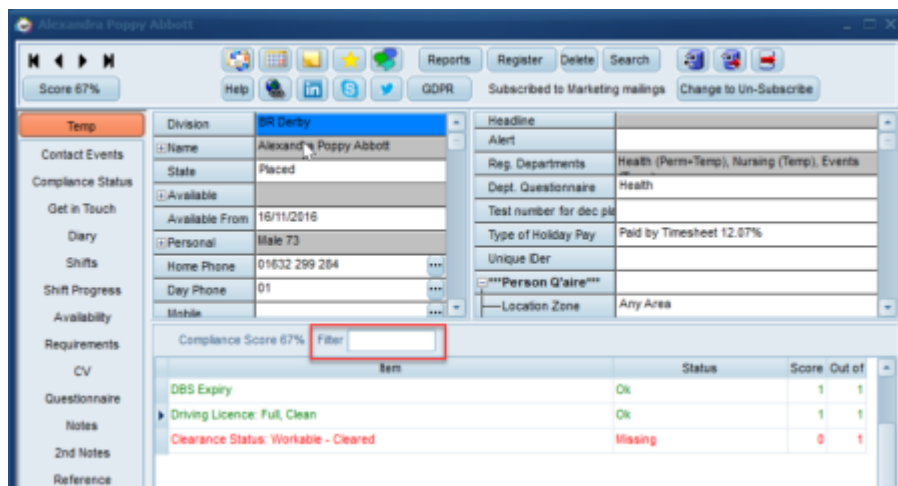 Alexandra Poppy Abbott
Reports Register Delete Search
Score 67% Help GDPR Subscribed to Marketing mailings Change to Un-Subscribe
Temp
Contact Events
Compliance Status
Get in Touch
Diary
Shifts
Shift Progress
Availability
Requirements
CV
Questionnaire
Notes
2nd Notes
Reference
Division BR Derby
Name Alexandra Poppy Abbott
State Placed
Available
Available From 16/11/2016
Personal Male 73
Home Phone 01632 299 284 ...
Day Phone 01 ...
Mobile ...
Headline
Alert
Reg. Departments Health (Perm+Temp), Nursing (Temp), Events
Dept. Questionnaire Health
Test number for dec pla
Type of Holiday Pay Paid by Timesheet 12.07%
Unique IDer
***Person Q'aire***
Location Zone Any Area
Compliance Score 67% Filter
Item Status Score Out of
DBS Expiry Ok 1 1
Driving Licence: Full, Clean Ok 1 1
Clearance Status: Workable - Cleared Missing 0 1